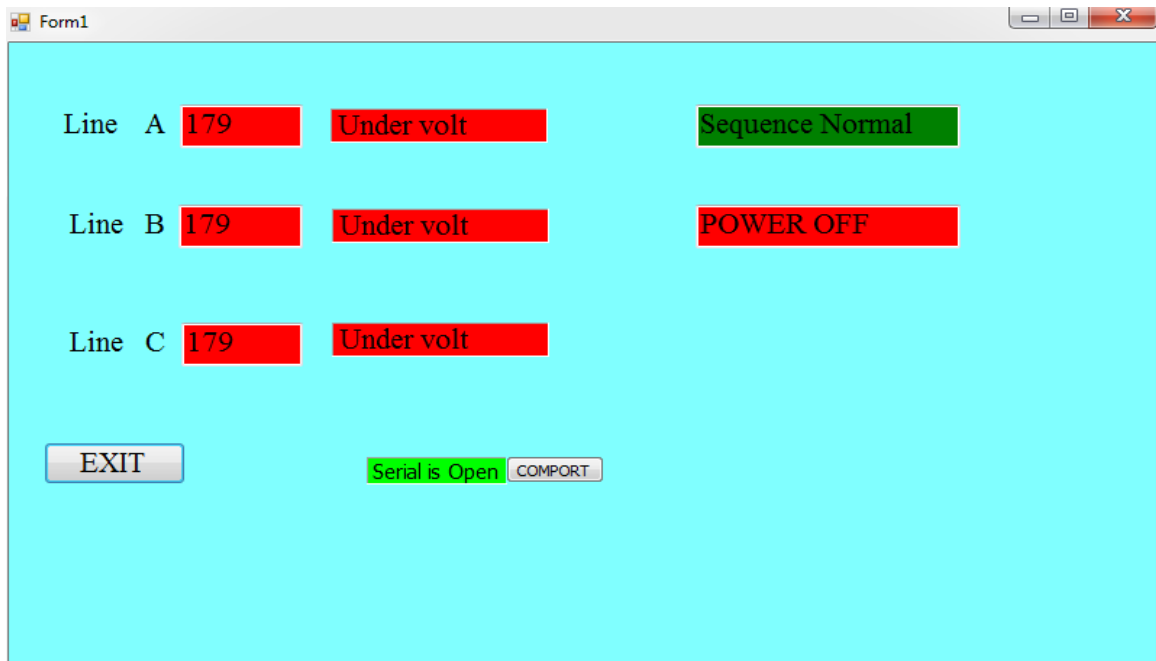 Form1
Line A 179 Under volt Sequence Normal
Line B 179 Under volt POWER OFF
Line C 179 Under volt
EXIT Serial is Open COMPORT